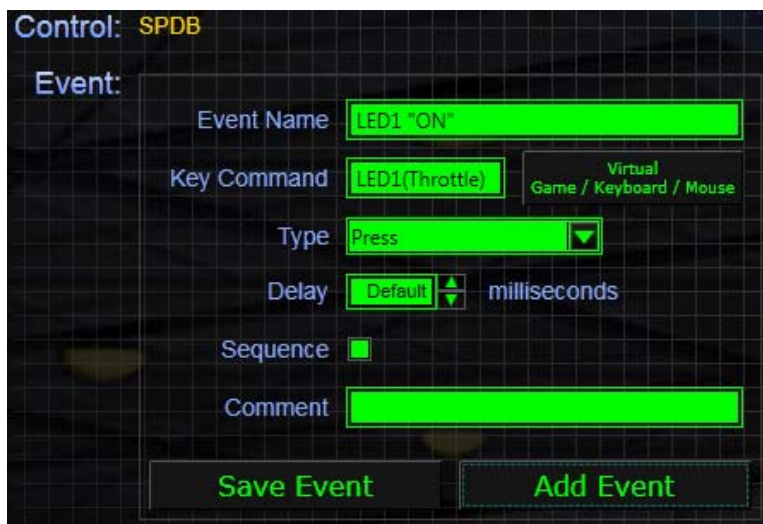 Control: SPDB
Event:
Event Name LED1 "ON"
Key Command LED1(Throttle) Virtual
Game / Keyboard / Mouse
Type Press
Delay Default milliseconds
Sequence
Comment
Save Event Add Event